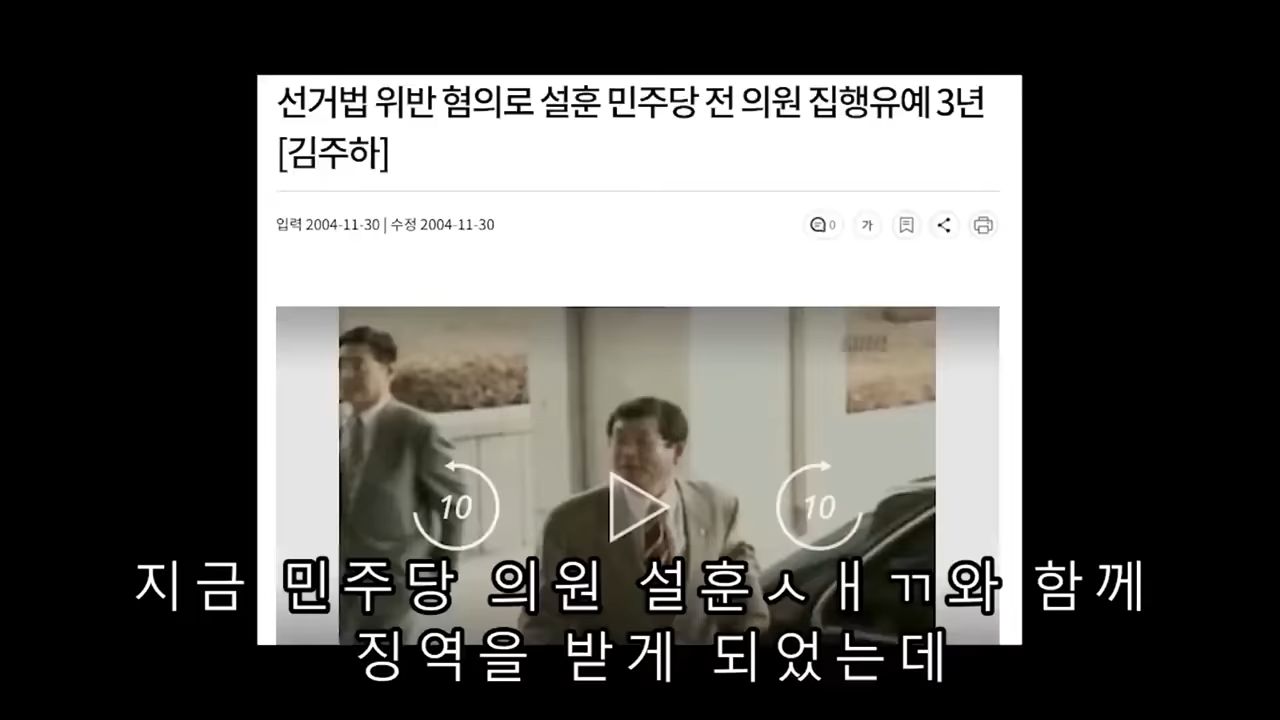 선거법 위반 혐의로 설훈 민주당 전 의원 집행유예 3년
[김주하]
입력 2004-11-30 | 수정 2004-11-30
0
가
10
10
지금 민주당 의원 설훈ㅅㅐㄲ와 함께
징역을 받게 되었는데